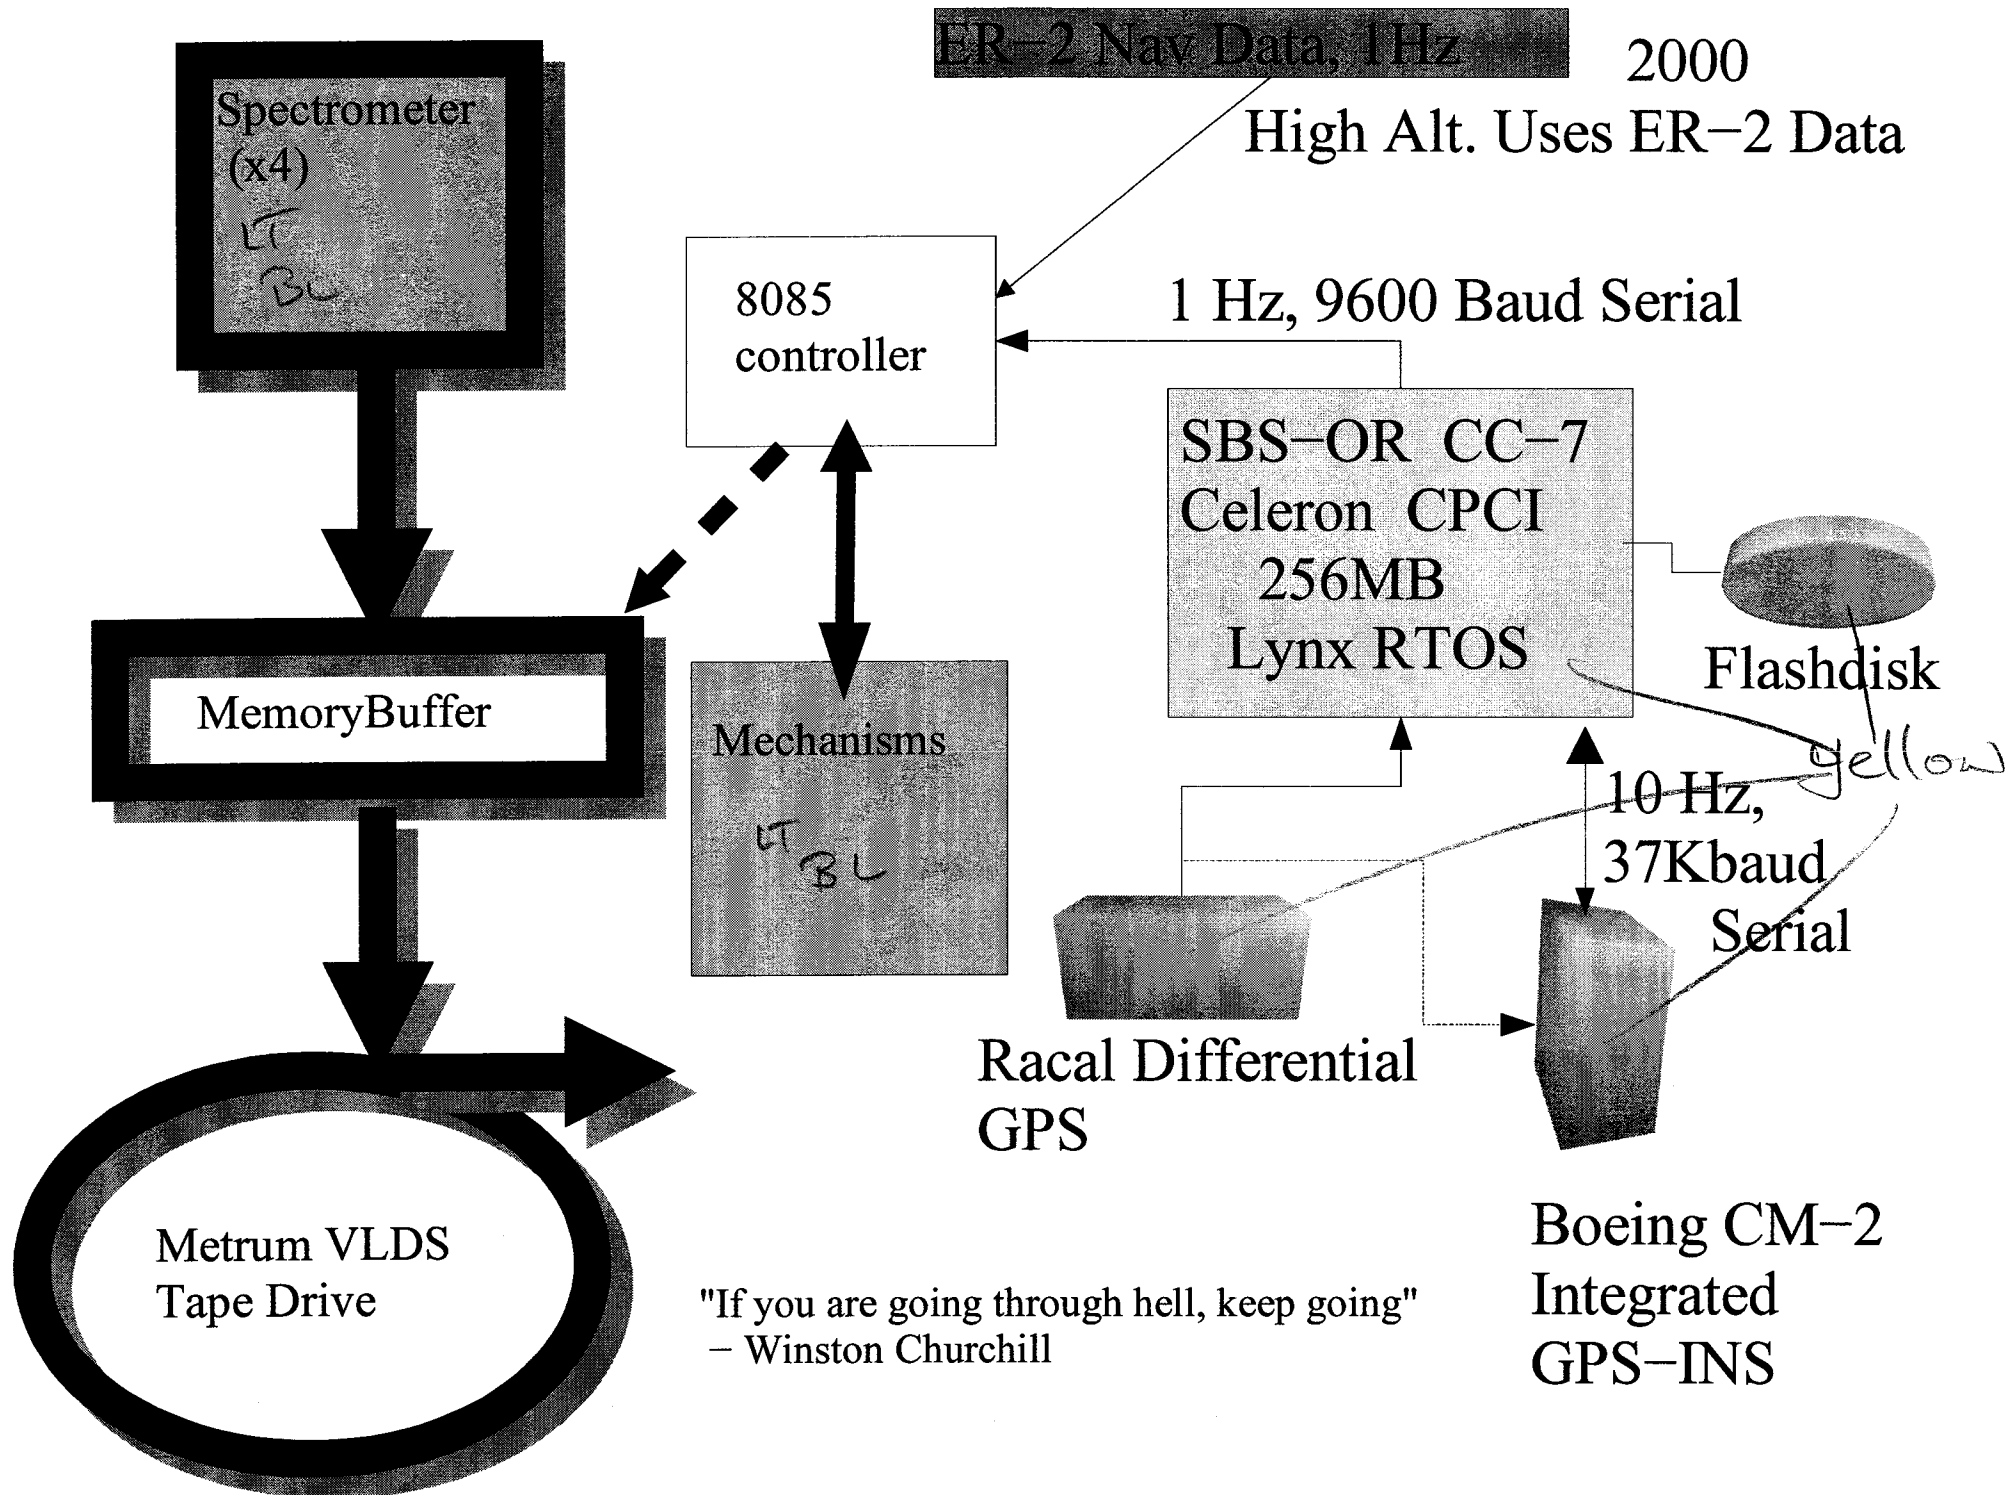 ER−2 Nav Data, 1Hz
2000
High Alt. Uses ER−2 Data
Spectrometer
(x4)
LT
BL
8085
controller
1 Hz, 9600 Baud Serial
SBS−OR CC−7
Celeron CPCI
256MB
Lynx RTOS
Flashdisk
yellow
MemoryBuffer
Mechanisms
LT
BL
10 Hz,
37Kbaud
Serial
Racal Differential
GPS
Boeing CM−2
Integrated
GPS−INS
Metrum VLDS
Tape Drive
"If you are going through hell, keep going"
− Winston Churchill